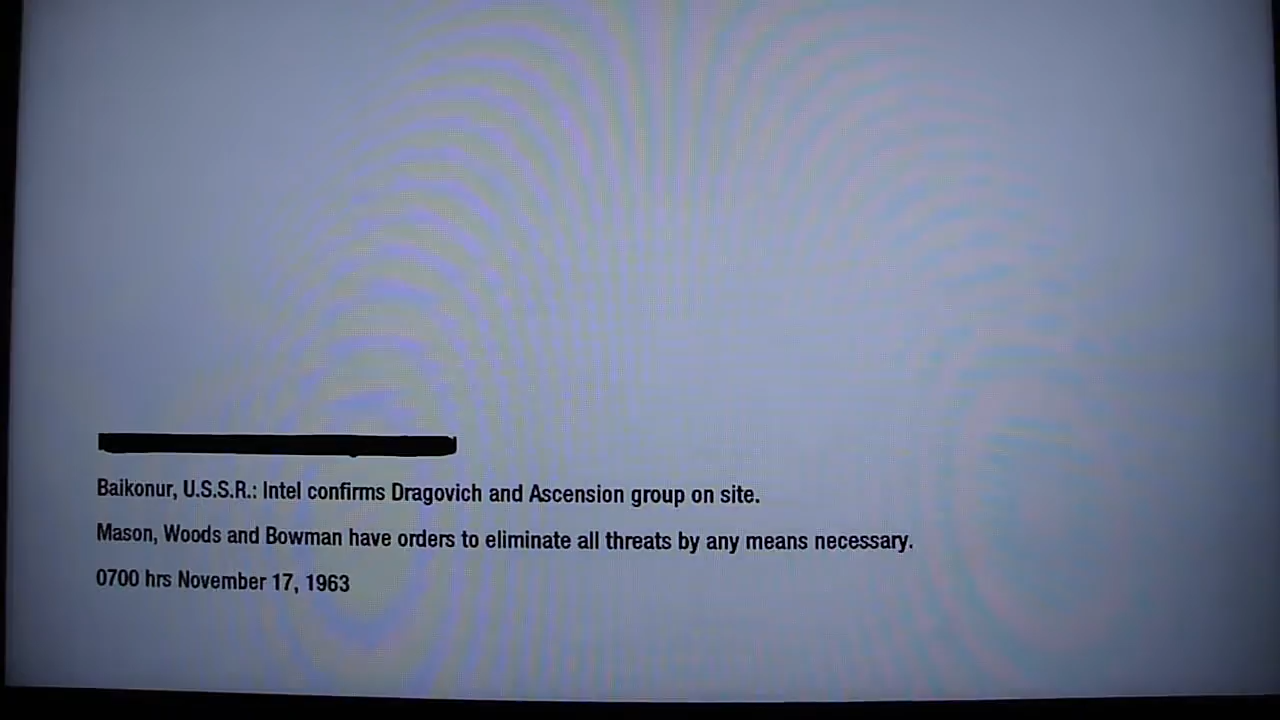 Baikonur, U.S.S.R.: Intel confirms Dragovich and Ascension group on site.
Mason, Woods and Bowman have orders to eliminate all threats by any means necessary.
0700 hrs November 17, 1963